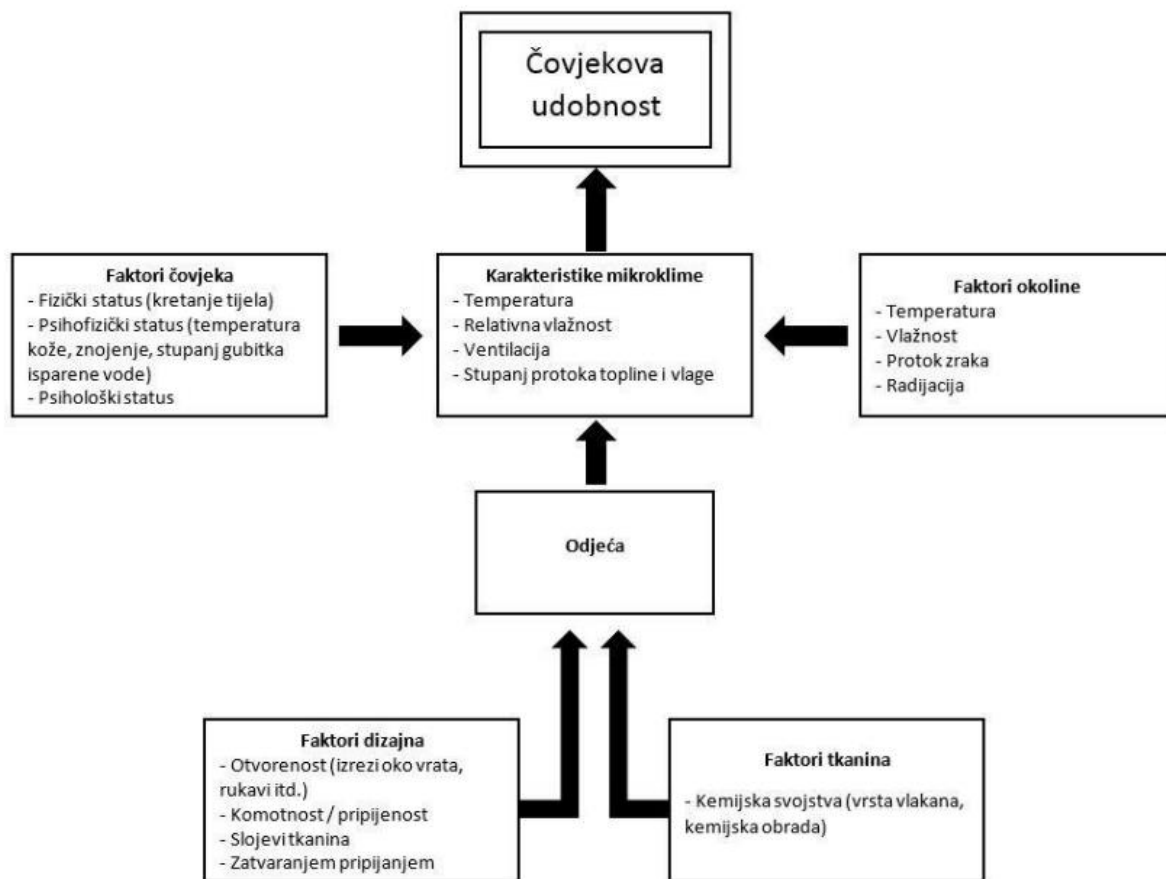 Čovjekova
udobnost
Faktori čovjeka
- Fizički status (kretanje tijela)
- Psihofizički status (temperatura
kože, znojenje, stupanj gubitka
isparene vode)
- Psihološki status
Karakteristike mikroklime
- Temperatura
- Relativna vlažnost
- Ventilacija
- Stupanj protoka topline i vlage
Faktori okoline
- Temperatura
- Vlažnost
- Protok zraka
- Radijacija
Odjeća
Faktori dizajna
- Otvorenost (izrezi oko vrata,
rukavi itd.)
- Komotnost / pripijenost
- Slojevi tkanina
- Zatvaranjem pripijanjem
Faktori tkanina
- Kemijska svojstva (vrsta vlakana,
kemijska obrada)